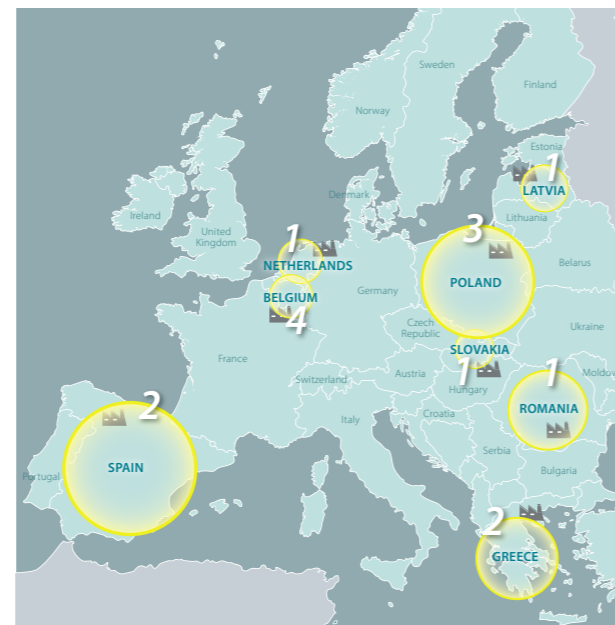 Sweden
Finland
Norway
Estonia
1
LATVIA
Denmark
Lithuania
Ireland
United
Kingdom
1
NETHERLANDS
3
POLAND
Belarus
BELGIUM
4
Germany
Czech
Republic
Ukraine
SLOVAKIA
1
France
Switzerland
Austria
Hungary
1
Moldov
ROMANIA
2
Croatia
Italy
Serbia
SPAIN
Portugal
Bulgaria
2
GREECE